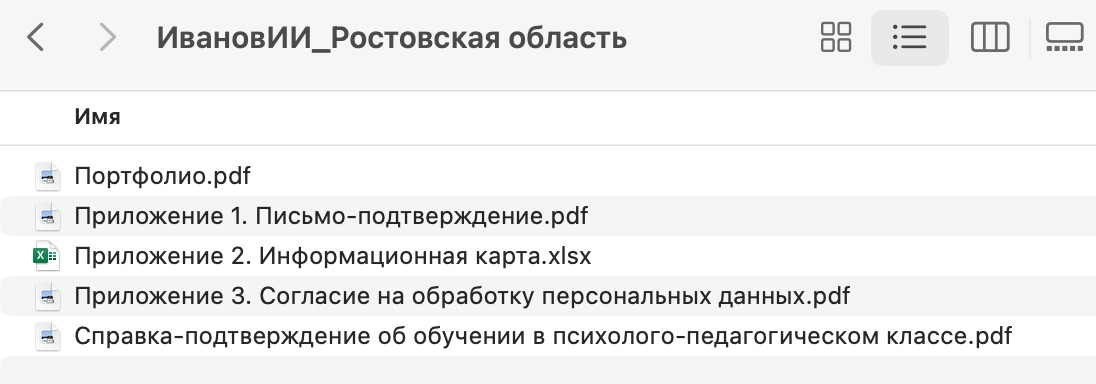 ИвановИИ_Ростовская область
Имя
Портфолио.pdf
Приложение 1. Письмо-подтверждение.pdf
Приложение 2. Информационная карта.xlsx
Приложение 3. Согласие на обработку персональных данных.pdf
Справка-подтверждение об обучении в психолого-педагогическом классе.pdf